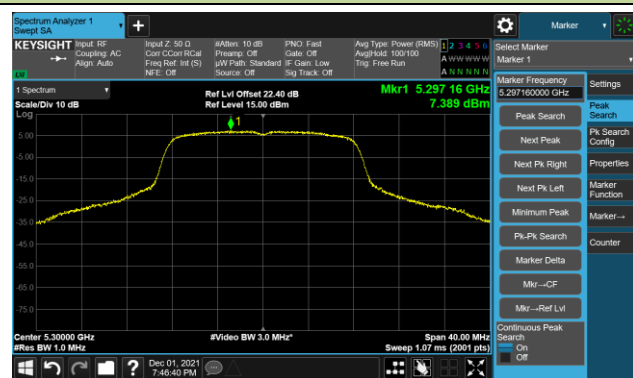 Spectrum Analyzer 1
Swept SA
+
Marker
KEYSIGHT
Input: RF
Coupling: AC
Align: Auto
Input Z: 50 Ω
Corr CCorr RCal
Freq Ref: Int (S)
NFE: Off
#Atten: 10 dB
Preamp: Off
µW Path: Standard
Source: Off
PNO: Fast
Gate: Off
IF Gain: Low
Sig Track: Off
Avg Type: Power (RMS)
Avg|Hold: 100/100
Trig: Free Run
1 2 3 4 5 6
A W W W W W
A N N N N N
LW
Select Marker
Marker 1
1 Spectrum
Scale/Div 10 dB
Log
Ref Lvl Offset 22.40 dB
Ref Level 15.00 dBm
Mkr1 5.297 16 GHz
7.389 dBm
1
5.00
-5.00
-15.0
-25.0
-35.0
-45.0
-55.0
-65.0
-75.0
Center 5.30000 GHz
#Res BW 1.0 MHz
#Video BW 3.0 MHz*
Span 40.00 MHz
Sweep 1.07 ms (2001 pts)
Marker Frequency
5.297160000 GHz
Peak Search
Next Peak
Next Pk Right
Next Pk Left
Minimum Peak
Pk-Pk Search
Marker Delta
Mkr→CF
Mkr→Ref Lvl
Continuous Peak
Search
On
Off
Settings
Peak
Search
Pk Search
Config
Properties
Marker
Function
Marker→
Counter
?
Dec 01, 2021
7:46:40 PM